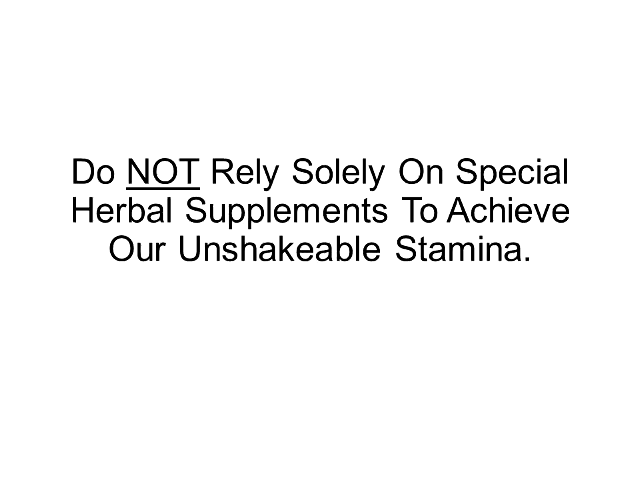 Do NOT Rely Solely On Special
Herbal Supplements To Achieve
Our Unshakeable Stamina.